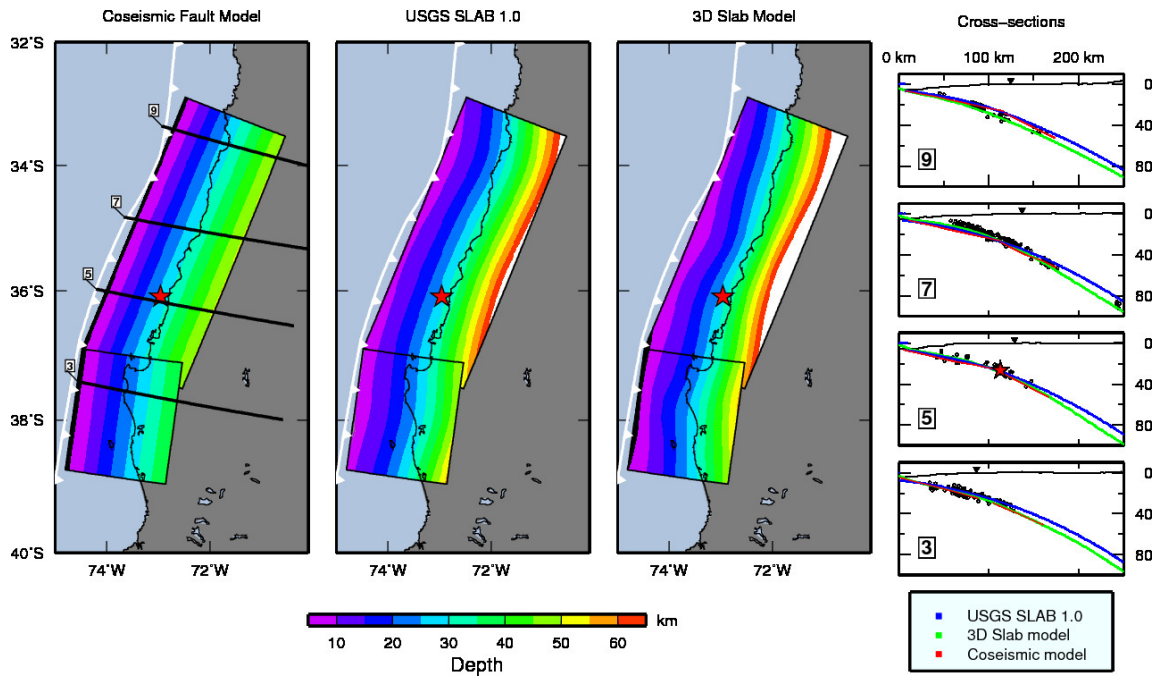 Coseismic Fault Model
USGS SLAB 1.0
3D Slab Model
Cross-sections
32°S
34°S
36°S
38°S
40°S
9
7
5
3
74°W 72°W
74°W 72°W
74°W 72°W
0 km 100 km 200 km
0
40
80
9
0
40
80
7
0
40
80
5
0
40
80
3
10 20 30 40 50 60 km
Depth
USGS SLAB 1.0
3D Slab model
Coseismic model